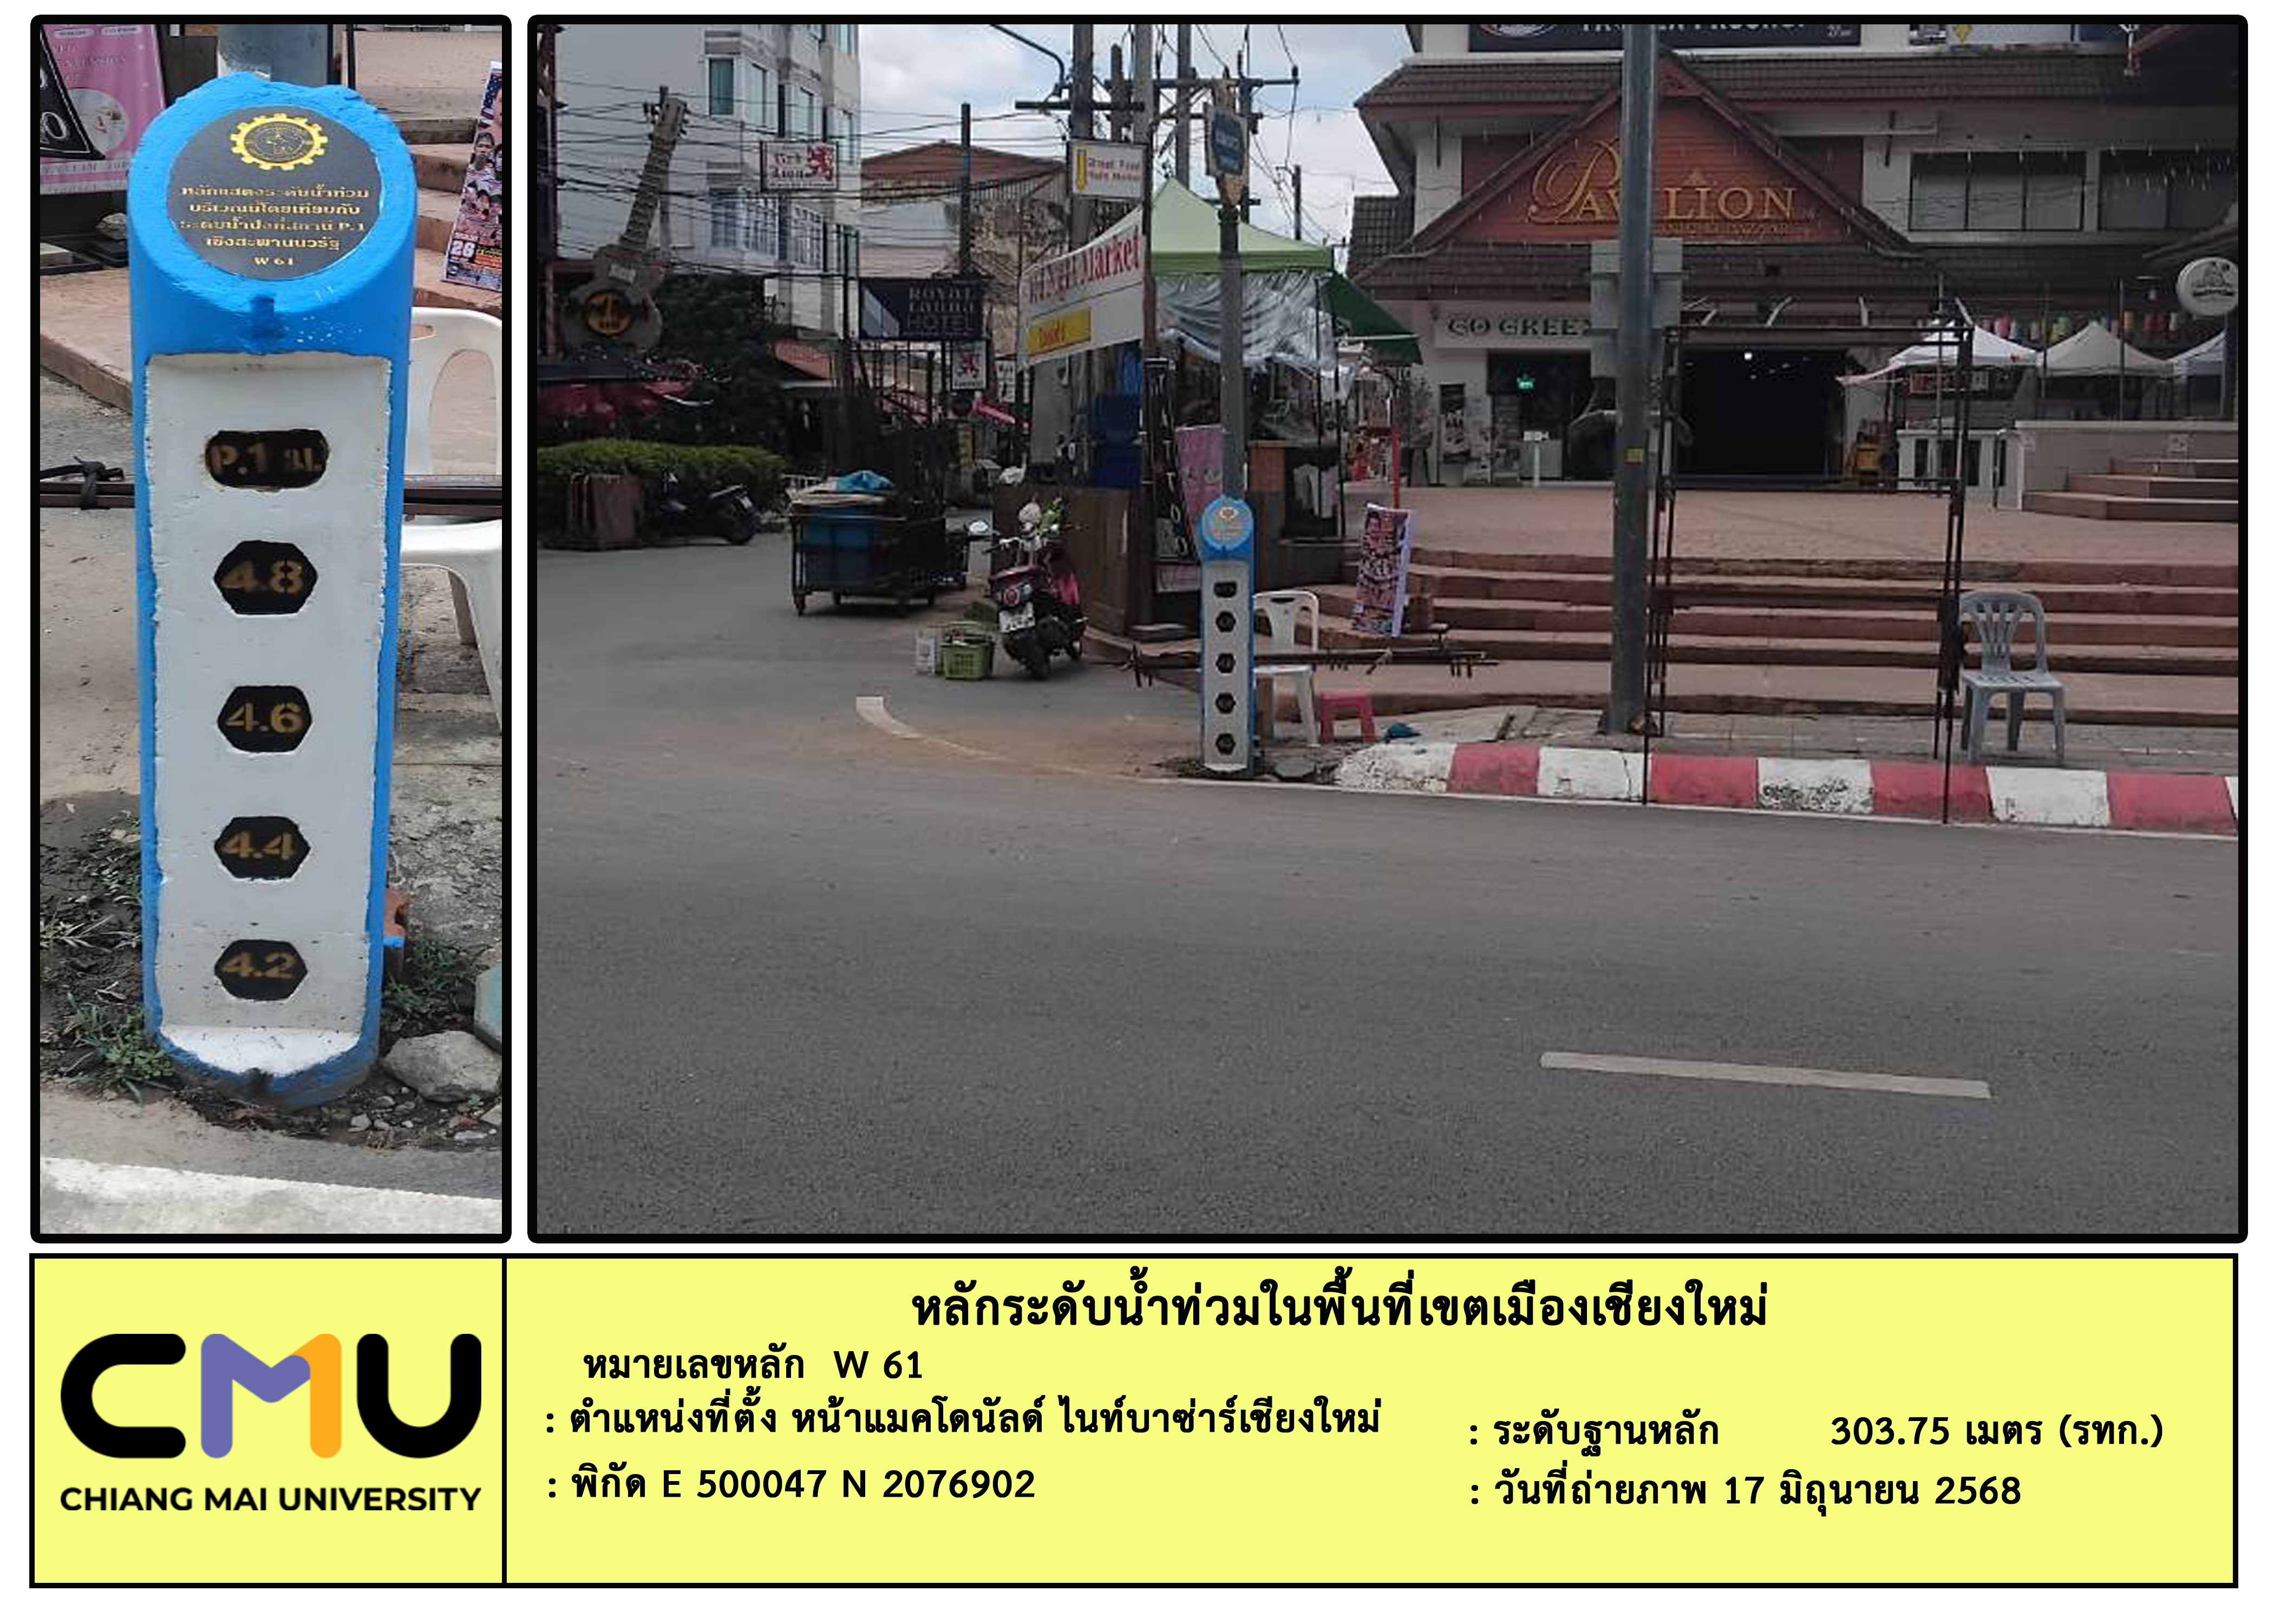 หลักแสดงระดับน้ำท่วม
บริเวณนี้โดยเทียบกับ
ระดับน้ำปิงที่สถานี P.1
เชิงสะพานนวรัฐ
W 61
P.1 ม.
4.8
4.6
4.4
4.2
26
Red
Lion
ROYAL
HOTEL
Market
PAVILION
GO GREE
หลักระดับน้ำท่วมในพื้นที่เขตเมืองเชียงใหม่
หมายเลขหลัก W 61
: ตำแหน่งที่ตั้ง หน้าแมคโดนัลด์ ไนท์บาซ่าร์เชียงใหม่
: ระดับฐานหลัก 303.75 เมตร (รทก.)
: พิกัด E 500047 N 2076902
: วันที่ถ่ายภาพ 17 มิถุนายน 2568
CMU
CHIANG MAI UNIVERSITY